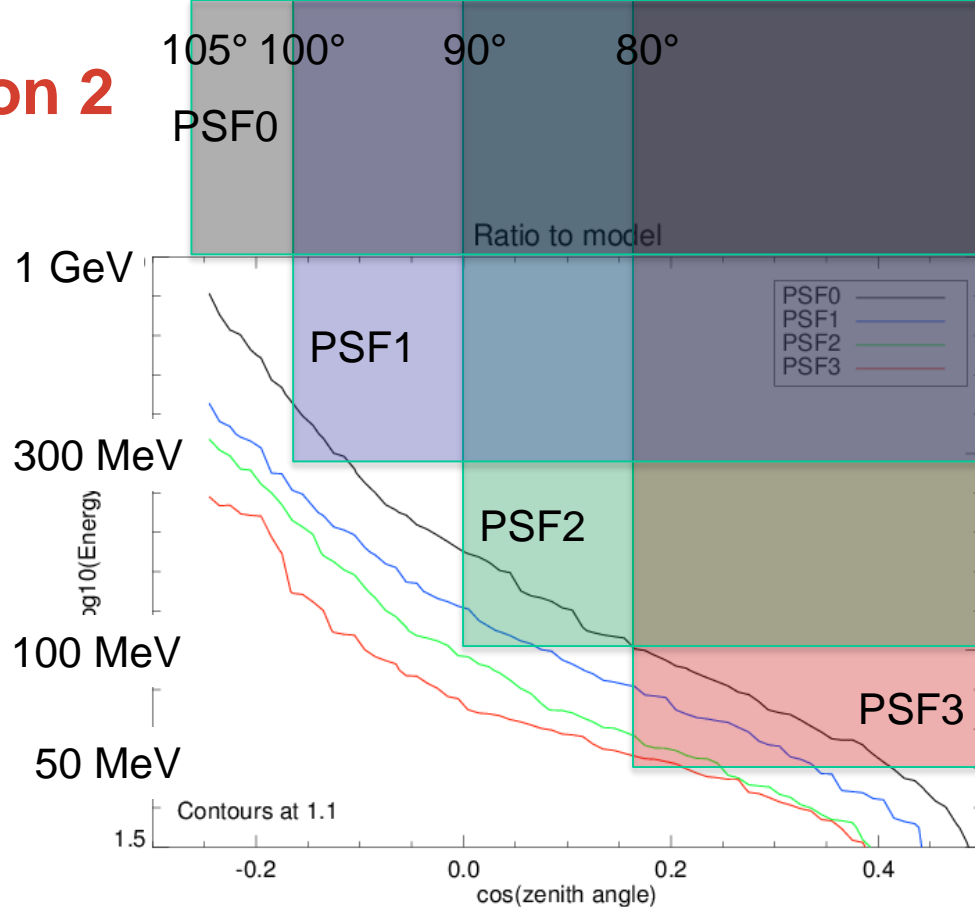 105° 100° 90° 80°
on 2
PSF0
Ratio to model
1 GeV
PSF0
PSF1
PSF2
PSF3
PSF1
300 MeV
PSF2
og10(Energy
100 MeV
PSF3
50 MeV
Contours at 1.1
1.5
-0.2 0.0 0.2 0.4
cos(zenith angle)